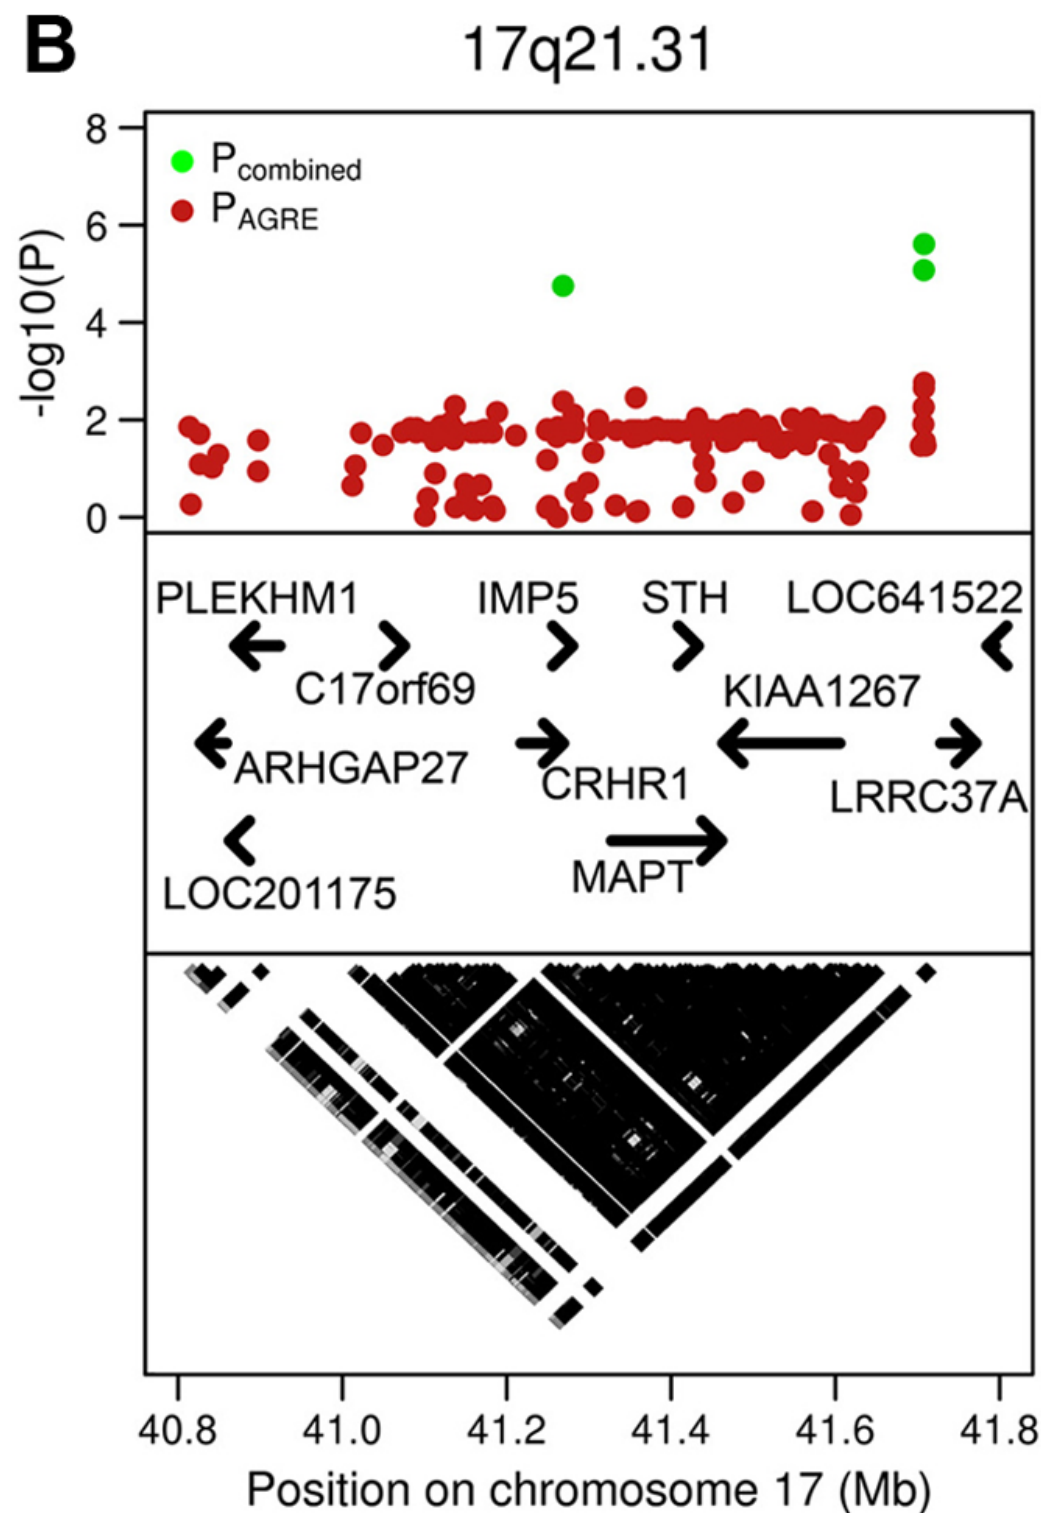 B
17q21.31
8
6
4
2
0
-log10(P)
Pcombined
PAGRE
PLEKHM1 IMP5 STH LOC641522
C17orf69 KIAA1267
ARHGAP27 CRHR1 LRRC37A
LOC201175 MAPT
40.8 41.0 41.2 41.4 41.6 41.8
Position on chromosome 17 (Mb)